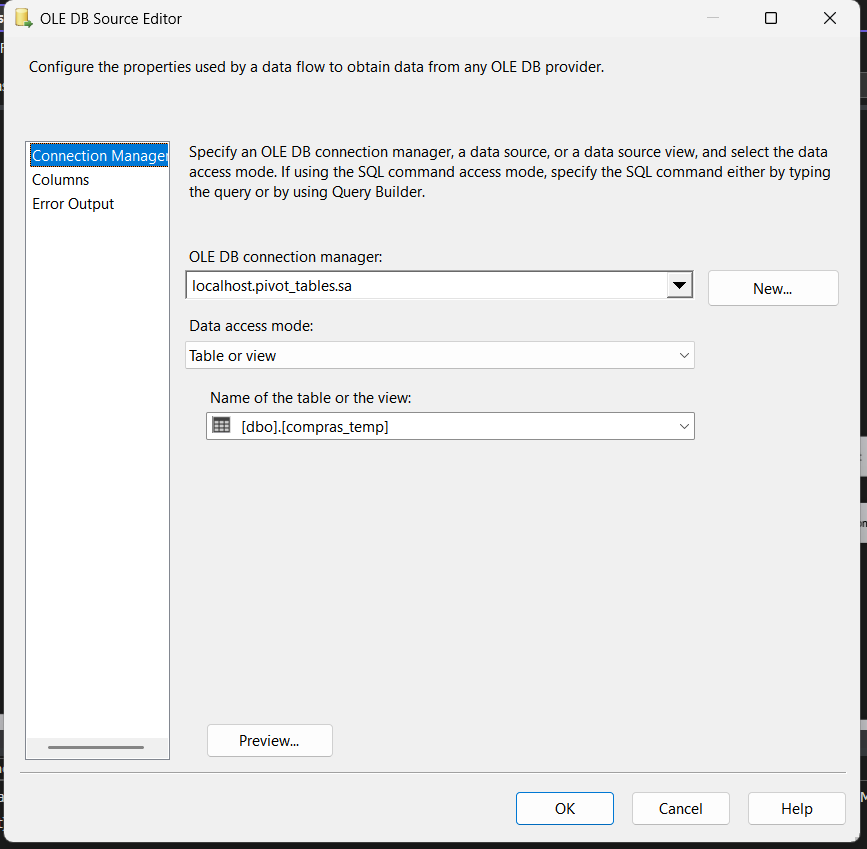 OLE DB Source Editor
Configure the properties used by a data flow to obtain data from any OLE DB provider.
Connection Manager
Columns
Error Output
Specify an OLE DB connection manager, a data source, or a data source view, and select the data
access mode. If using the SQL command access mode, specify the SQL command either by typing
the query or by using Query Builder.
OLE DB connection manager:
localhost.pivot_tables.sa
New...
Data access mode:
Table or view
Name of the table or the view:
[dbo].[compras_temp]
Preview...
OK
Cancel
Help